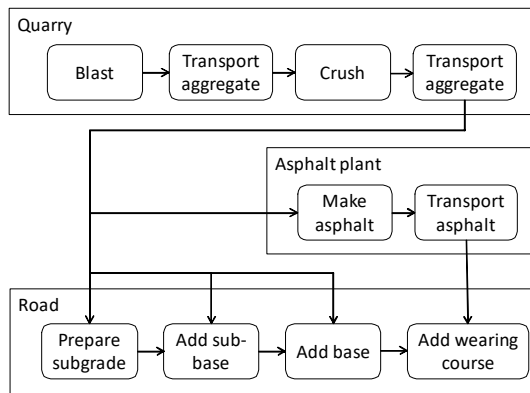 Quarry
Blast
Transport
aggregate
Crush
Transport
aggregate
Asphalt plant
Make
asphalt
Transport
asphalt
Road
Prepare
subgrade
Add sub-
base
Add base
Add wearing
course